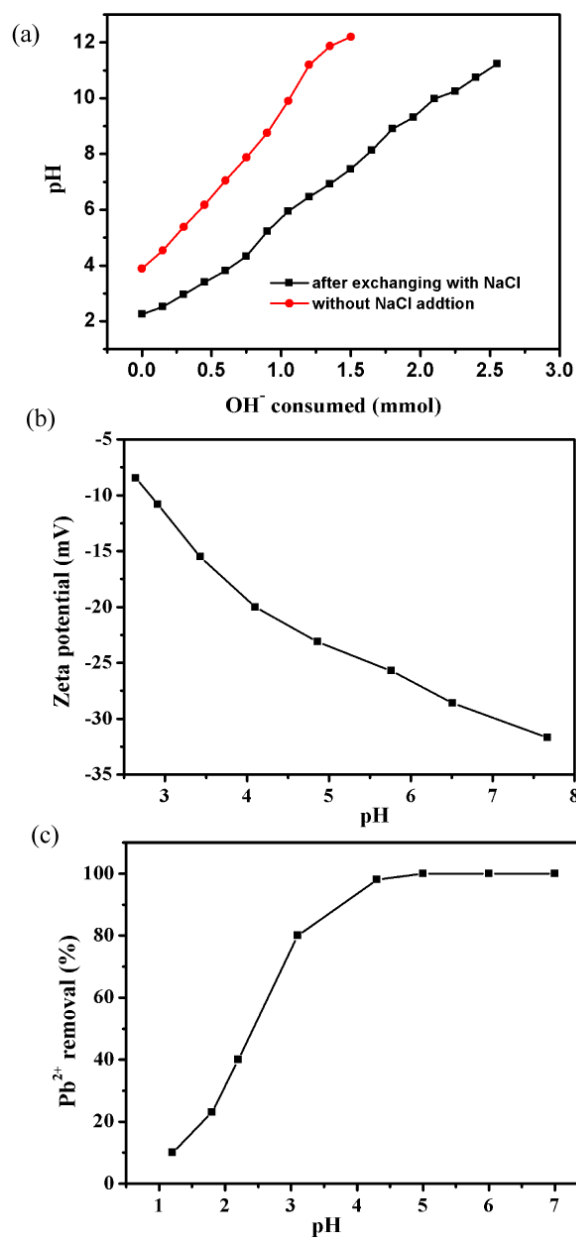 (a)
12
10
8
6
4
2
pH
after exchanging with NaCl
without NaCl addtion
0.0 0.5 1.0 1.5 2.0 2.5 3.0
OH⁻ consumed (mmol)
(b)
-5
-10
-15
-20
-25
-30
-35
Zeta potential (mV)
3 4 5 6 7 8
pH
(c)
100
80
60
40
20
0
Pb²⁺ removal (%)
1 2 3 4 5 6 7
pH